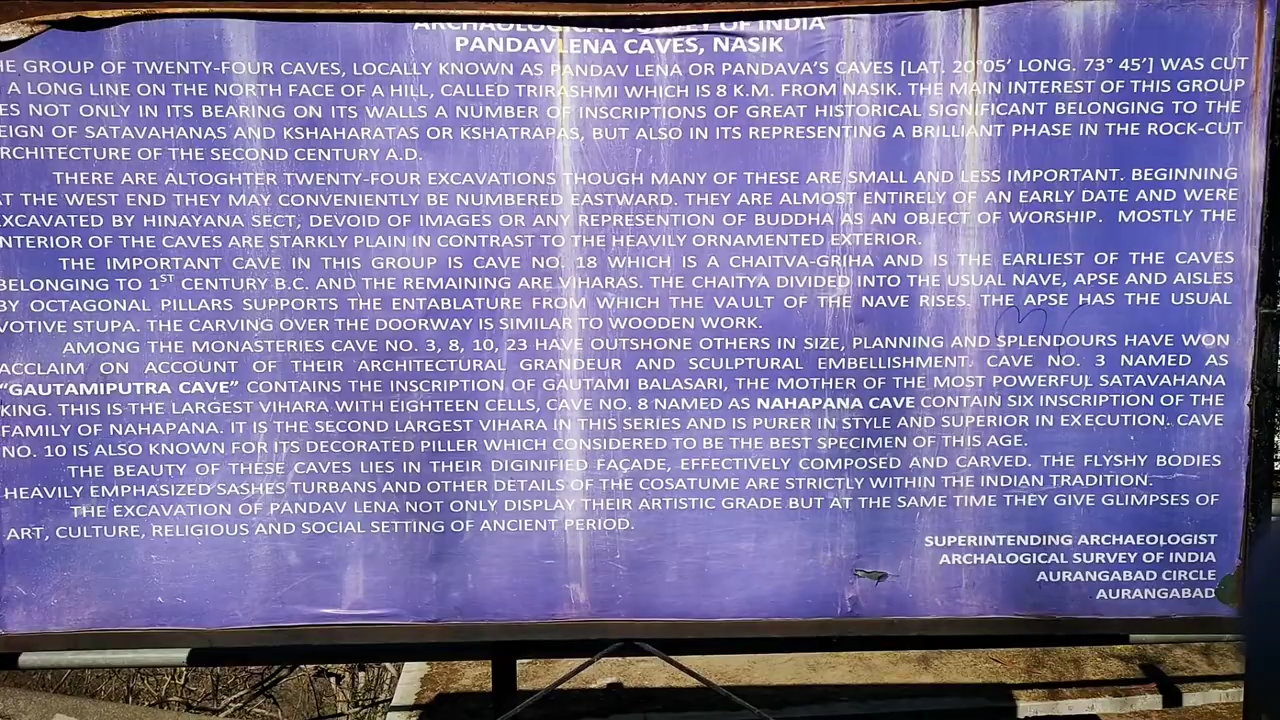 ARCHAEOLOGICAL SURVEY OF INDIA
PANDAVLENA CAVES, NASIK
HE GROUP OF TWENTY-FOUR CAVES, LOCALLY KNOWN AS PANDAV LENA OR PANDAVA'S CAVES [LAT. 20°05' LONG. 73° 45'] WAS CUT
A LONG LINE ON THE NORTH FACE OF A HILL, CALLED TRIRASHMI WHICH IS 8 K.M. FROM NASIK. THE MAIN INTEREST OF THIS GROUP
ES NOT ONLY IN ITS BEARING ON ITS WALLS A NUMBER OF INSCRIPTIONS OF GREAT HISTORICAL SIGNIFICANT BELONGING TO THE
EIGN OF SATAVAHANAS AND KSHAHARATAS OR KSHATRAPAS, BUT ALSO IN ITS REPRESENTING A BRILLIANT PHASE IN THE ROCK-CUT
RCHITECTURE OF THE SECOND CENTURY A.D.
THERE ARE ALTOGHTER TWENTY-FOUR EXCAVATIONS THOUGH MANY OF THESE ARE SMALL AND LESS IMPORTANT. BEGINNING
AT THE WEST END THEY MAY CONVENIENTLY BE NUMBERED EASTWARD. THEY ARE ALMOST ENTIRELY OF AN EARLY DATE AND WERE
EXCAVATED BY HINAYANA SECT, DEVOID OF IMAGES OR ANY REPRESENTION OF BUDDHA AS AN OBJECT OF WORSHIP. MOSTLY THE
INTERIOR OF THE CAVES ARE STARKLY PLAIN IN CONTRAST TO THE HEAVILY ORNAMENTED EXTERIOR.
THE IMPORTANT CAVE IN THIS GROUP IS CAVE NO. 18 WHICH IS A CHAITVA-GRIHA AND IS THE EARLIEST OF THE CAVES
BELONGING TO 1ST CENTURY B.C. AND THE REMAINING ARE VIHARAS. THE CHAITYA DIVIDED INTO THE USUAL NAVE, APSE AND AISLES
BY OCTAGONAL PILLARS SUPPORTS THE ENTABLATURE FROM WHICH THE VAULT OF THE NAVE RISES. THE APSE HAS THE USUAL
VOTIVE STUPA. THE CARVING OVER THE DOORWAY IS SIMILAR TO WOODEN WORK.
AMONG THE MONASTERIES CAVE NO. 3, 8, 10, 23 HAVE OUTSHONE OTHERS IN SIZE, PLANNING AND SPLENDOURS HAVE WON
ACCLAIM ON ACCOUNT OF THEIR ARCHITECTURAL GRANDEUR AND SCULPTURAL EMBELLISHMENT. CAVE NO. 3 NAMED AS
"GAUTAMIPUTRA CAVE" CONTAINS THE INSCRIPTION OF GAUTAMI BALASARI, THE MOTHER OF THE MOST POWERFUL SATAVAHANA
KING. THIS IS THE LARGEST VIHARA WITH EIGHTEEN CELLS, CAVE NO. 8 NAMED AS NAHAPANA CAVE CONTAIN SIX INSCRIPTION OF THE
FAMILY OF NAHAPANA. IT IS THE SECOND LARGEST VIHARA IN THIS SERIES AND IS PURER IN STYLE AND SUPERIOR IN EXECUTION. CAVE
NO. 10 IS ALSO KNOWN FOR ITS DECORATED PILLER WHICH CONSIDERED TO BE THE BEST SPECIMEN OF THIS AGE.
THE BEAUTY OF THESE CAVES LIES IN THEIR DIGINIFIED FAÇADE, EFFECTIVELY COMPOSED AND CARVED. THE FLYSHY BODIES
HEAVILY EMPHASIZED SASHES TURBANS AND OTHER DETAILS OF THE COSATUME ARE STRICTLY WITHIN THE INDIAN TRADITION.
THE EXCAVATION OF PANDAV LENA NOT ONLY DISPLAY THEIR ARTISTIC GRADE BUT AT THE SAME TIME THEY GIVE GLIMPSES OF
ART, CULTURE, RELIGIOUS AND SOCIAL SETTING OF ANCIENT PERIOD.
SUPERINTENDING ARCHAEOLOGIST
ARCHALOGICAL SURVEY OF INDIA
AURANGABAD CIRCLE
AURANGABAD